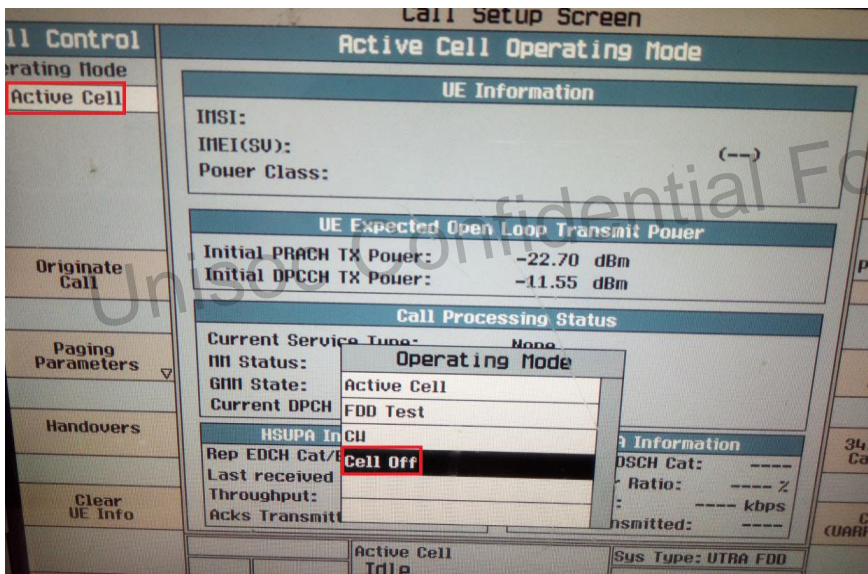 Call Setup Screen
ll Control
Active Cell Operating Mode
erating Mode
Active Cell
UE Information
IMSI:
IMEI(SV):
(--)
Power Class:
UE Expected Open Loop Transmit Power
Initial PRACH TX Power: -22.70 dBm
Initial DPCCH TX Power: -11.55 dBm
Originate
Call
Call Processing Status
Current Service Type: None
MM Status:
GMM State:
Current DPCH
Paging
Parameters
Operating Mode
Active Cell
FDD Test
CW
Cell Off
Handovers
HSUPA In
A Information
Rep EDCH Cat/E
DSCH Cat: ----
Last received
r Ratio: ---- %
Throughput:
: ---- kbps
Acks Transmitt
nsmitted: ----
Clear
UE Info
34
Ca
C
(UARF
P
Active Cell
Idle
Sys Type: UTRA FDD
Unisoc Confidential Fo